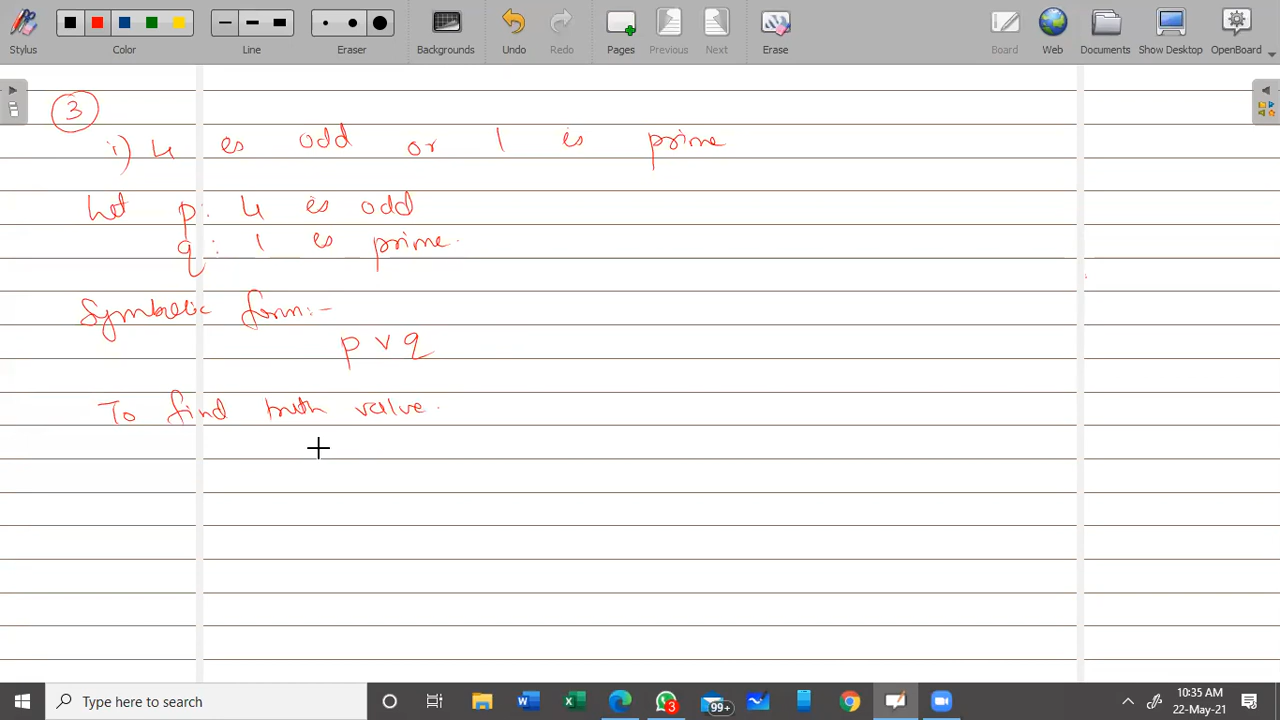 Stylus
Color
Line
Eraser
Backgrounds
Undo
Redo
Pages
Previous
Next
Erase
Board
Web
Documents
Show Desktop
OpenBoard
3
i) 4 is odd or 1 is prime
Let p: 4 is odd
q: 1 is prime.
Symbolic form:-
p ∨ q
To find truth value.
Type here to search
3
99+
10:35 AM
22-May-21